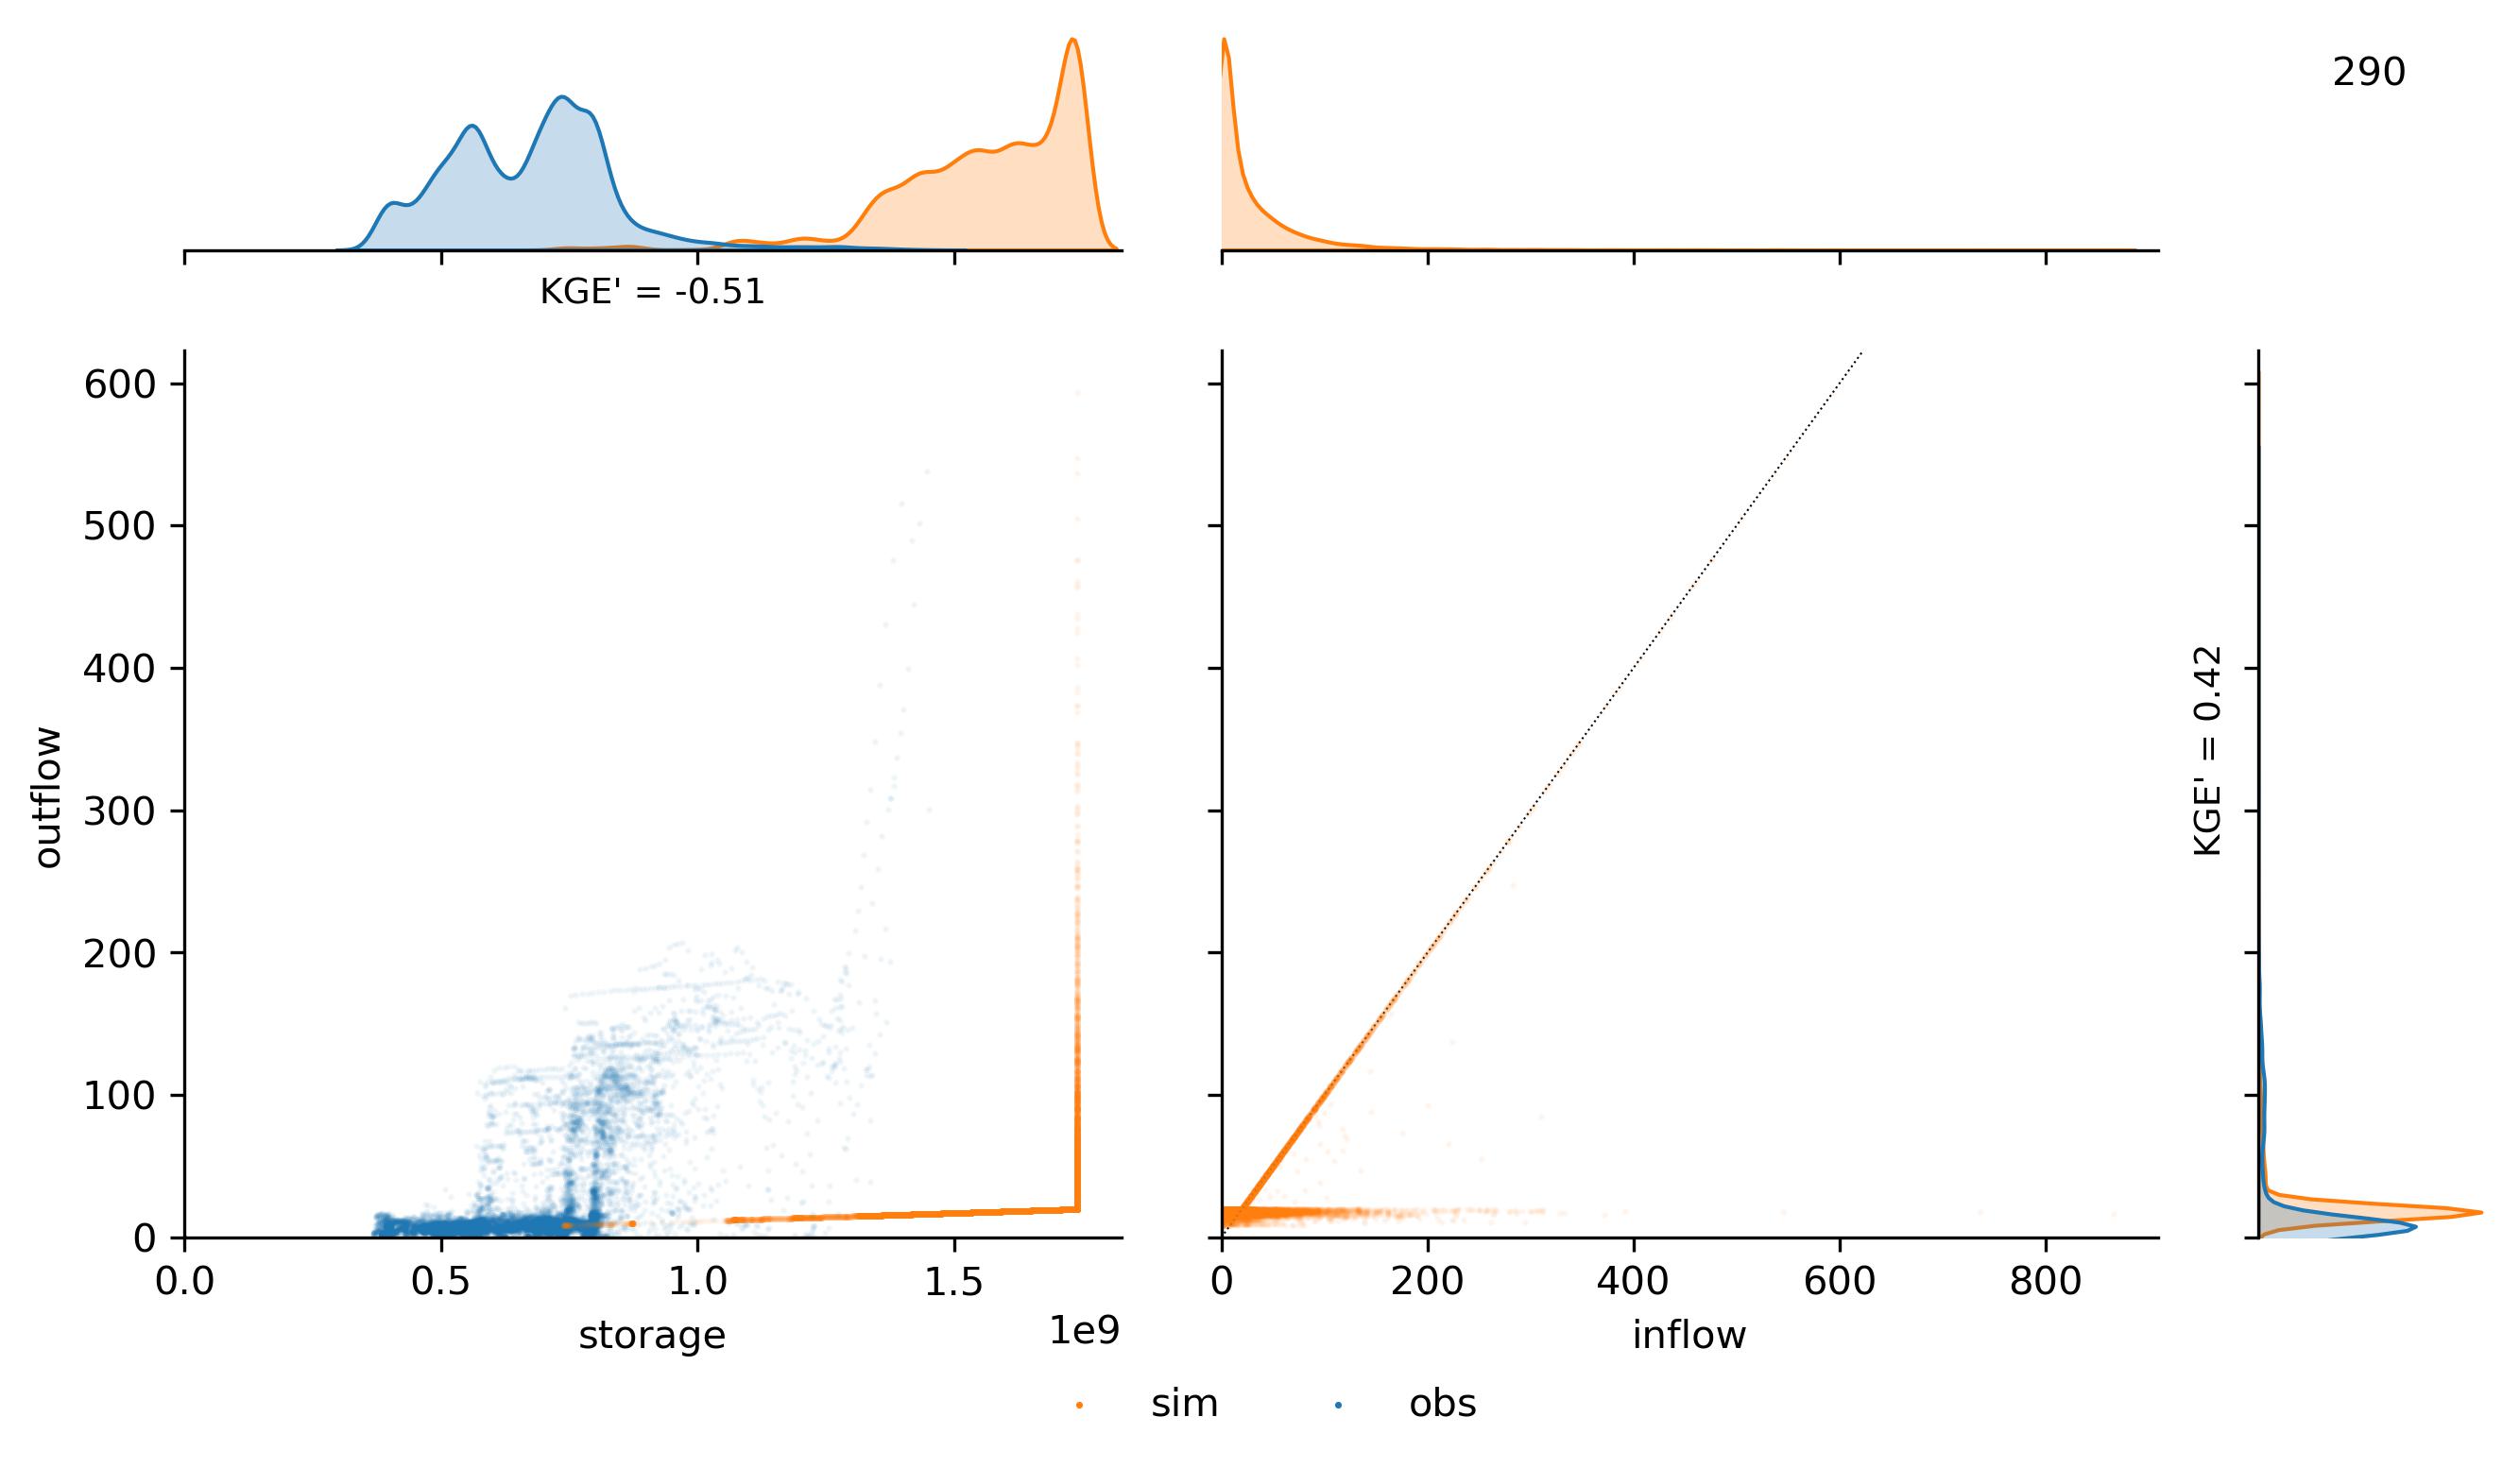 290
KGE' = -0.51
600
500
400
300
200
100
0
outflow
KGE' = 0.42
0.0 0.5 1.0 1.5
1e9
storage
0 200 400 600 800
inflow
sim obs